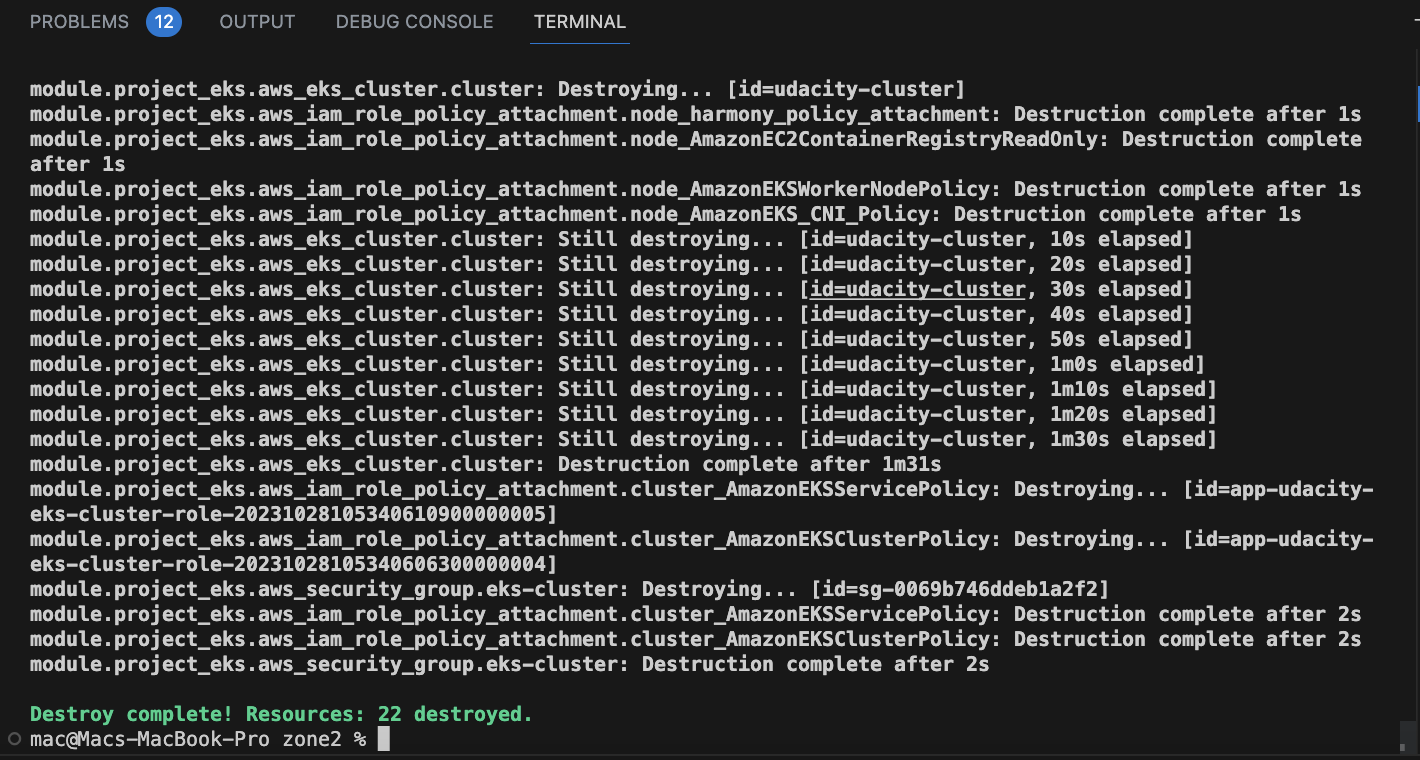 PROBLEMS 12 OUTPUT DEBUG CONSOLE TERMINAL
module.project_eks.aws_eks_cluster.cluster: Destroying... [id=udacity-cluster]
module.project_eks.aws_iam_role_policy_attachment.node_harmony_policy_attachment: Destruction complete after 1s
module.project_eks.aws_iam_role_policy_attachment.node_AmazonEC2ContainerRegistryReadOnly: Destruction complete
after 1s
module.project_eks.aws_iam_role_policy_attachment.node_AmazonEKSWorkerNodePolicy: Destruction complete after 1s
module.project_eks.aws_iam_role_policy_attachment.node_AmazonEKS_CNI_Policy: Destruction complete after 1s
module.project_eks.aws_eks_cluster.cluster: Still destroying... [id=udacity-cluster, 10s elapsed]
module.project_eks.aws_eks_cluster.cluster: Still destroying... [id=udacity-cluster, 20s elapsed]
module.project_eks.aws_eks_cluster.cluster: Still destroying... [id=udacity-cluster, 30s elapsed]
module.project_eks.aws_eks_cluster.cluster: Still destroying... [id=udacity-cluster, 40s elapsed]
module.project_eks.aws_eks_cluster.cluster: Still destroying... [id=udacity-cluster, 50s elapsed]
module.project_eks.aws_eks_cluster.cluster: Still destroying... [id=udacity-cluster, 1m0s elapsed]
module.project_eks.aws_eks_cluster.cluster: Still destroying... [id=udacity-cluster, 1m10s elapsed]
module.project_eks.aws_eks_cluster.cluster: Still destroying... [id=udacity-cluster, 1m20s elapsed]
module.project_eks.aws_eks_cluster.cluster: Still destroying... [id=udacity-cluster, 1m30s elapsed]
module.project_eks.aws_eks_cluster.cluster: Destruction complete after 1m31s
module.project_eks.aws_iam_role_policy_attachment.cluster_AmazonEKSServicePolicy: Destroying... [id=app-udacity-
eks-cluster-role-20231028105340610900000005]
module.project_eks.aws_iam_role_policy_attachment.cluster_AmazonEKSClusterPolicy: Destroying... [id=app-udacity-
eks-cluster-role-20231028105340606300000004]
module.project_eks.aws_security_group.eks-cluster: Destroying... [id=sg-0069b746ddeb1a2f2]
module.project_eks.aws_iam_role_policy_attachment.cluster_AmazonEKSServicePolicy: Destruction complete after 2s
module.project_eks.aws_iam_role_policy_attachment.cluster_AmazonEKSClusterPolicy: Destruction complete after 2s
module.project_eks.aws_security_group.eks-cluster: Destruction complete after 2s
Destroy complete! Resources: 22 destroyed.
mac@Macs-MacBook-Pro zone2 %